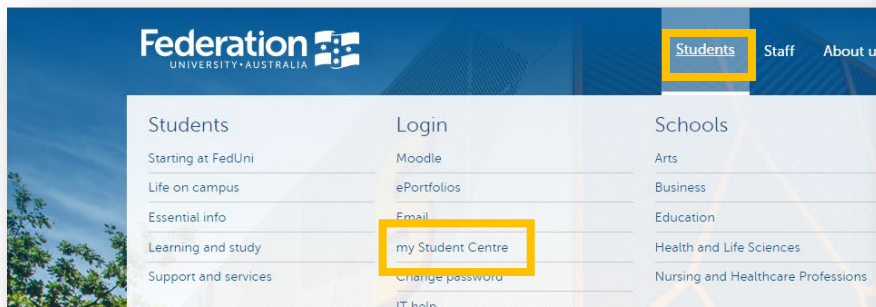 Federation
UNIVERSITY • AUSTRALIA
Students Staff About u
Students
Starting at FedUni
Life on campus
Essential info
Learning and study
Support and services
Login
Moodle
ePortfolios
Email
my Student Centre
Change password
IT help
Schools
Arts
Business
Education
Health and Life Sciences
Nursing and Healthcare Professions